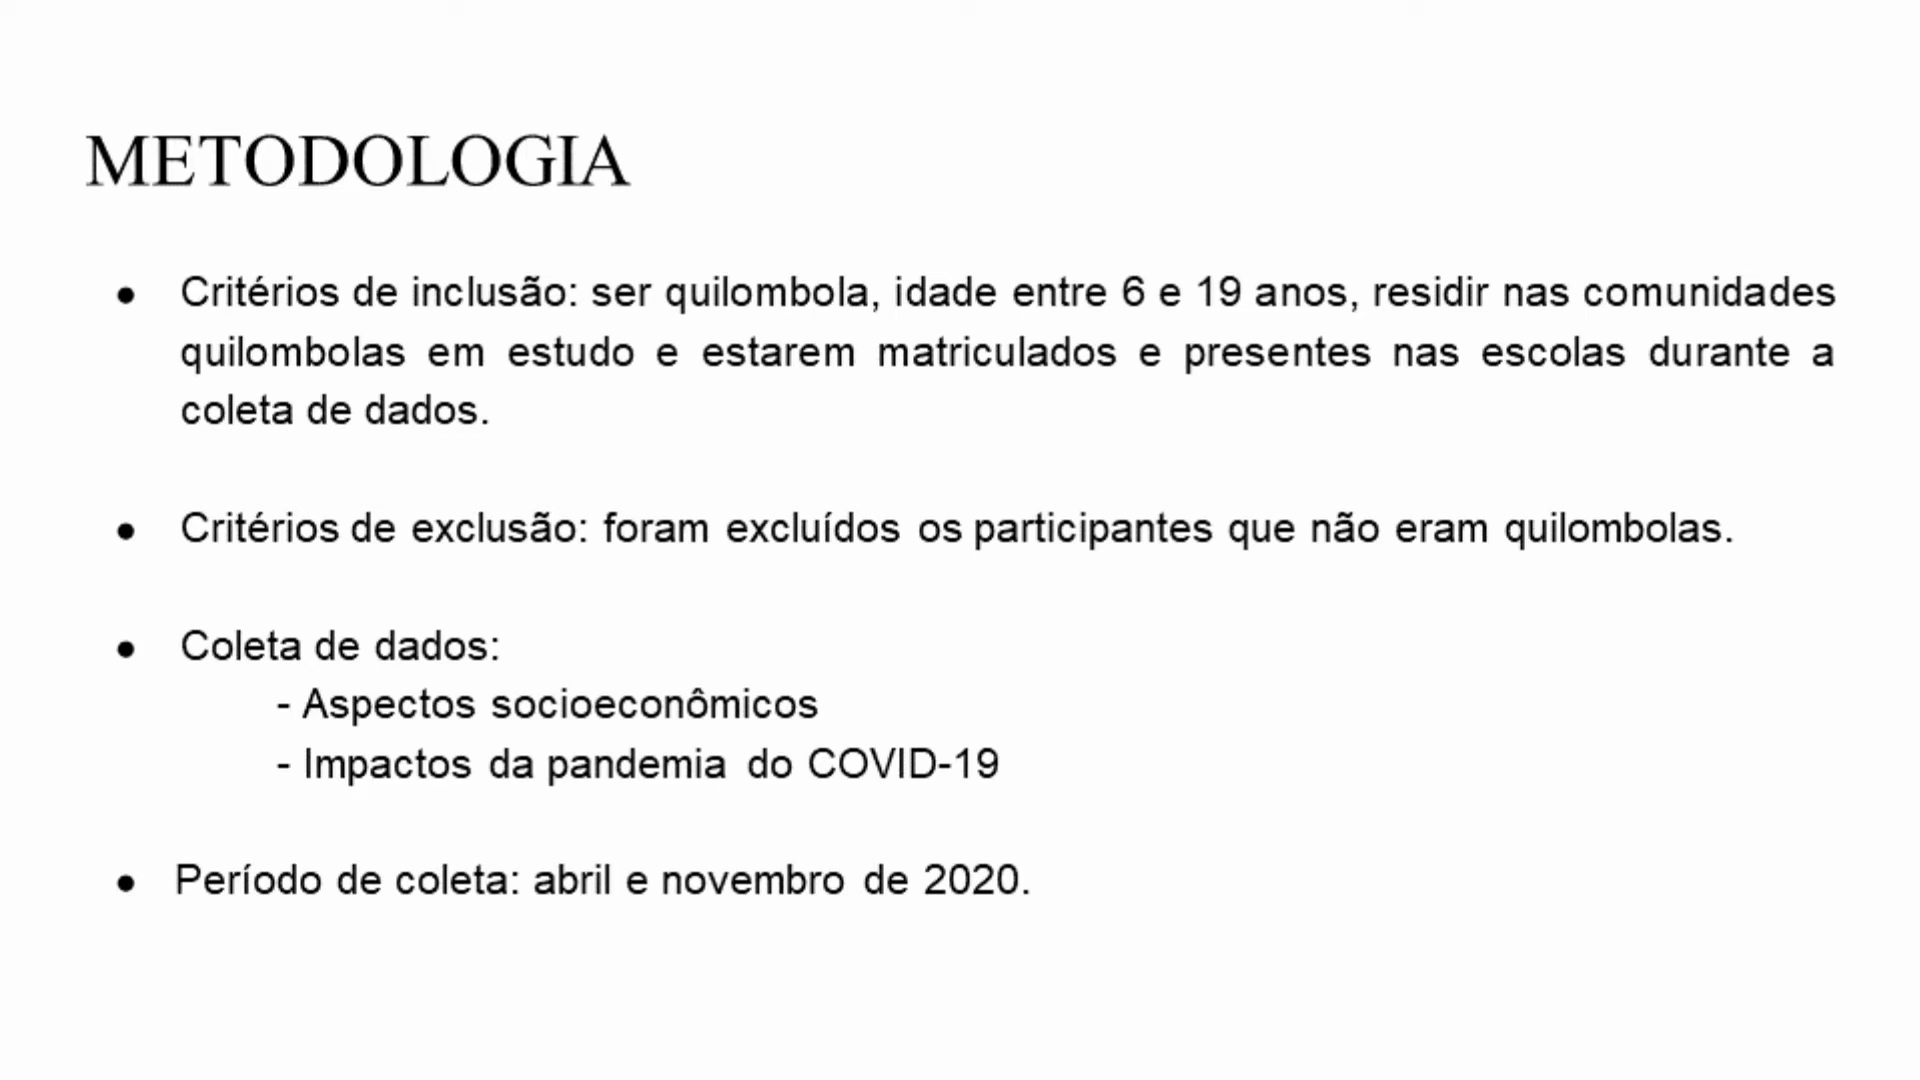 METODOLOGIA
● Critérios de inclusão: ser quilombola, idade entre 6 e 19 anos, residir nas comunidades
quilombolas em estudo e estarem matriculados e presentes nas escolas durante a
coleta de dados.
● Critérios de exclusão: foram excluídos os participantes que não eram quilombolas.
● Coleta de dados:
- Aspectos socioeconômicos
- Impactos da pandemia do COVID-19
● Período de coleta: abril e novembro de 2020.